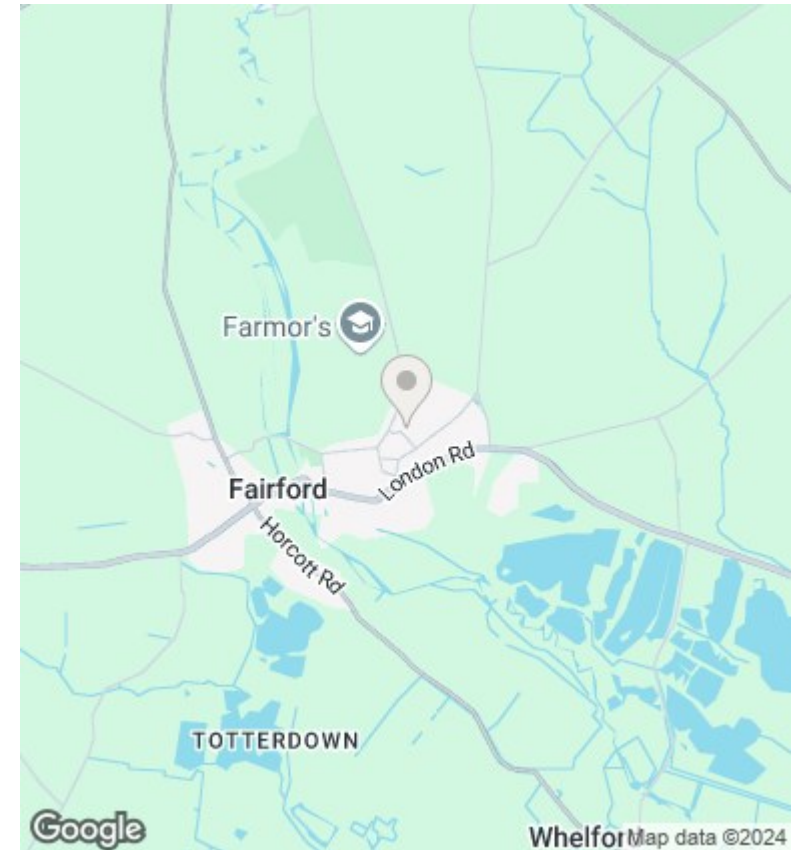 Farmor's
London Rd
Fairford
Horcott Rd
TOTTERDOWN
Google
Whelfor
Map data ©2024